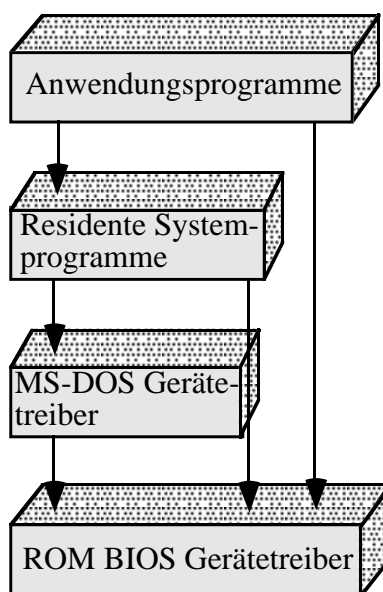 Anwendungsprogramme
Residente System-
programme
MS-DOS Geräte-
treiber
ROM BIOS Gerätetreiber